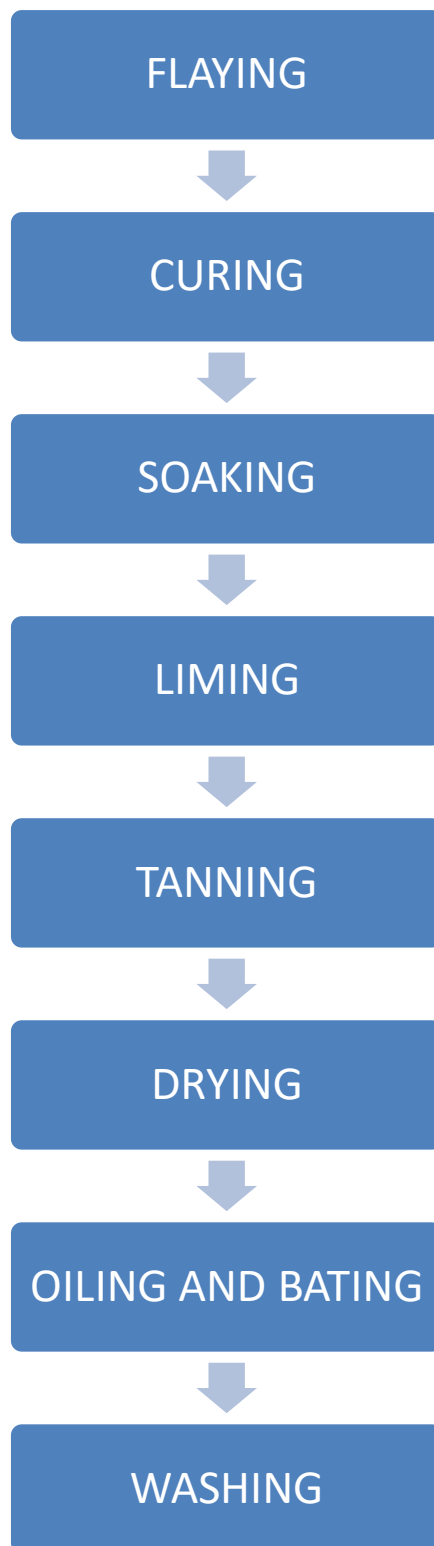 FLAYING
CURING
SOAKING
LIMING
TANNING
DRYING
OILING AND BATING
WASHING